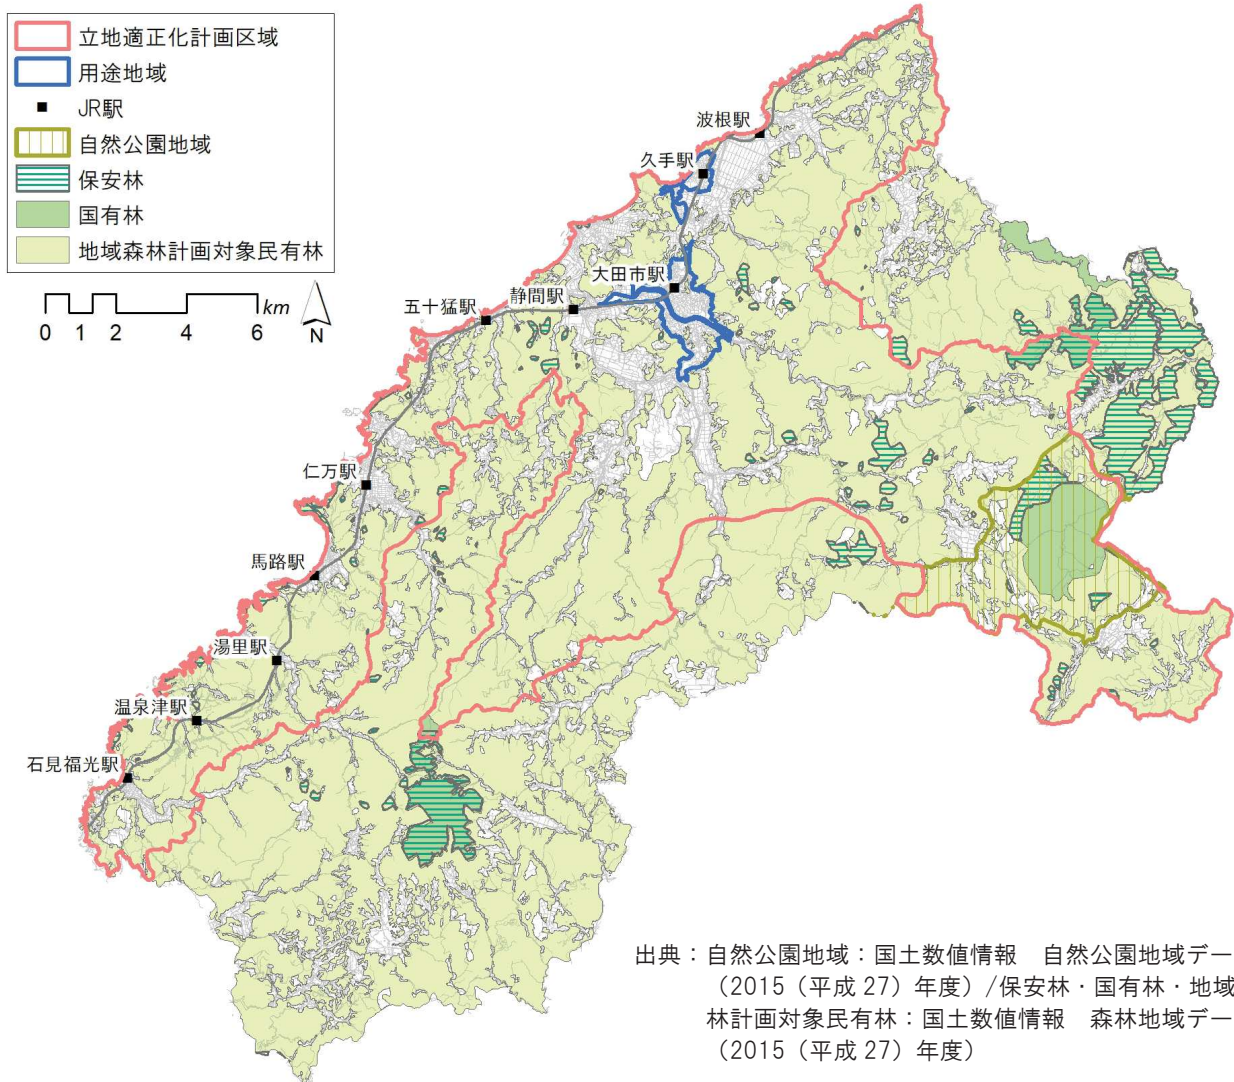 立地適正化計画区域
用途地域
JR駅
自然公園地域
保安林
国有林
地域森林計画対象民有林
0 1 2 4 6 km
N
波根駅
久手駅
大田市駅
静間駅
五十猛駅
仁万駅
馬路駅
湯里駅
温泉津駅
石見福光駅
出典：自然公園地域：国土数値情報　自然公園地域デー
（2015（平成 27）年度）/保安林・国有林・地域
林計画対象民有林：国土数値情報　森林地域デー
（2015（平成 27）年度）